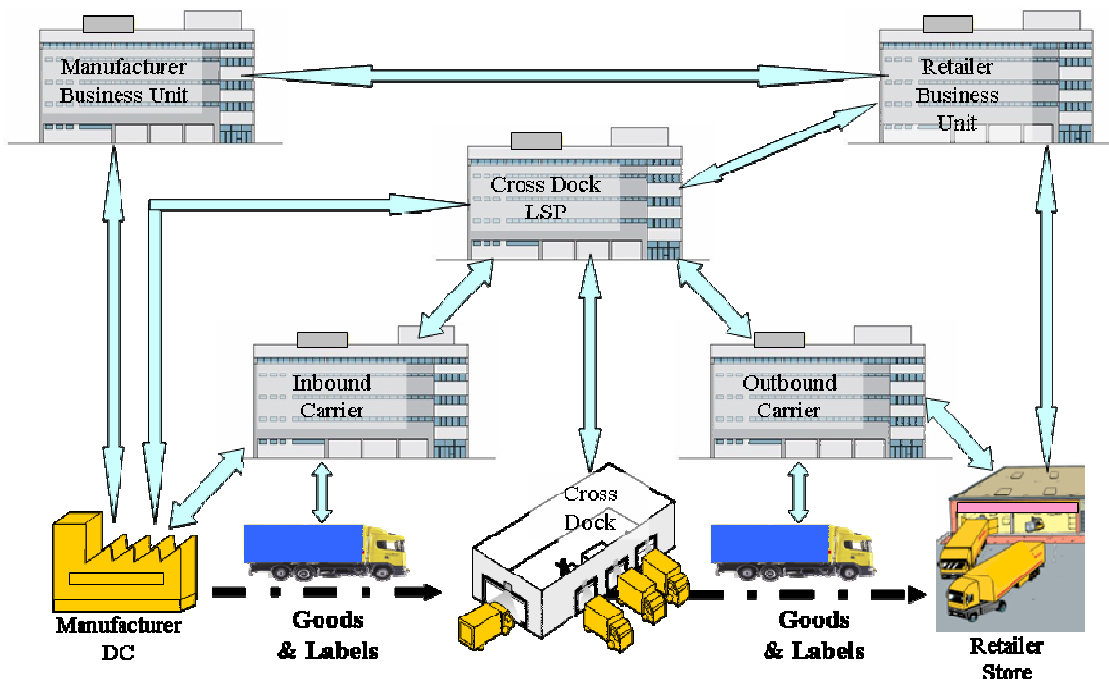 Manufacturer
Business Unit
Retailer
Business
Unit
Cross Dock
LSP
Inbound
Carrier
Outbound
Carrier
Cross
Dock
Manufacturer
DC
Goods
& Labels
Goods
& Labels
Retailer
Store